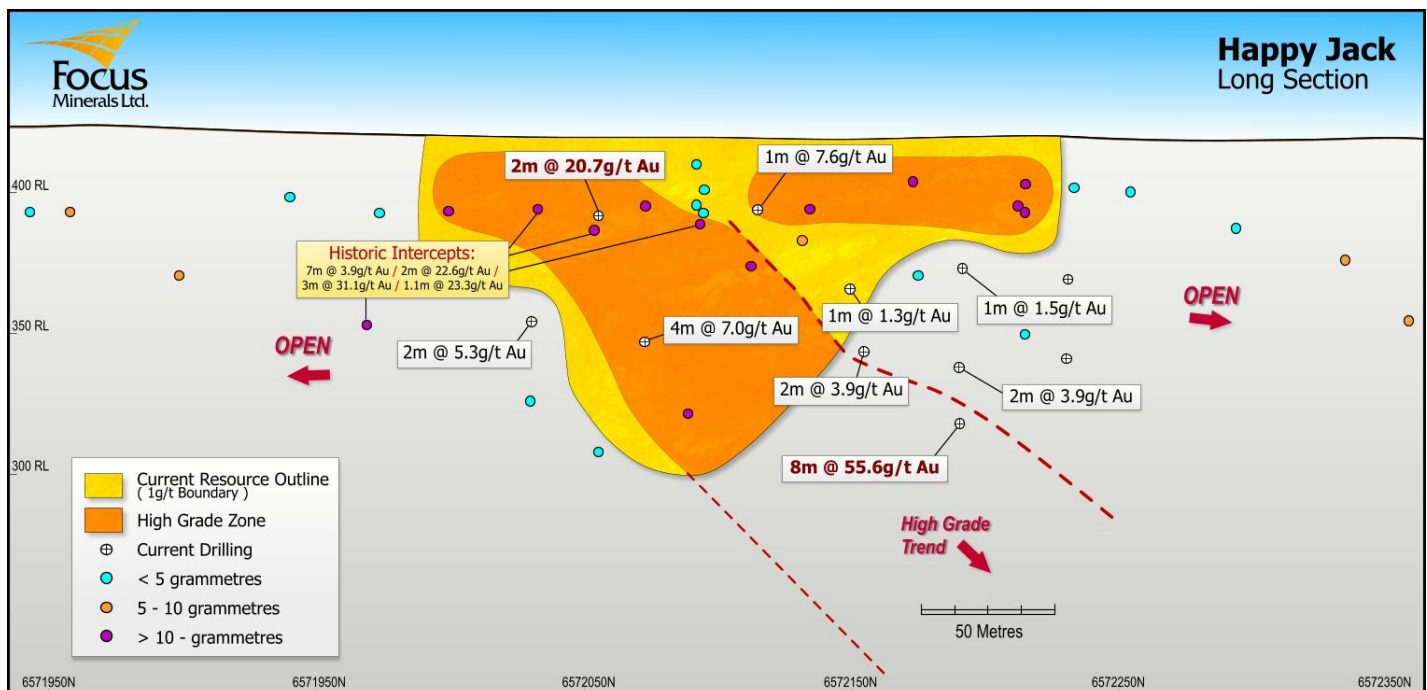 Focus
Minerals Ltd.
Happy Jack
Long Section
2m @ 20.7g/t Au
1m @ 7.6g/t Au
400 RL
Historic Intercepts:
7m @ 3.9g/t Au / 2m @ 22.6g/t Au /
3m @ 31.1g/t Au / 1.1m @ 23.3g/t Au
OPEN
2m @ 5.3g/t Au
4m @ 7.0g/t Au
1m @ 1.3g/t Au
1m @ 1.5g/t Au
OPEN
350 RL
2m @ 3.9g/t Au
2m @ 3.9g/t Au
8m @ 55.6g/t Au
300 RL
Current Resource Outline
( 1g/t Boundary )
High Grade Zone
Current Drilling
< 5 grammetres
5 - 10 grammetres
> 10 - grammetres
High Grade
Trend
50 Metres
6571950N
6571950N
6572050N
6572150N
6572250N
6572350N